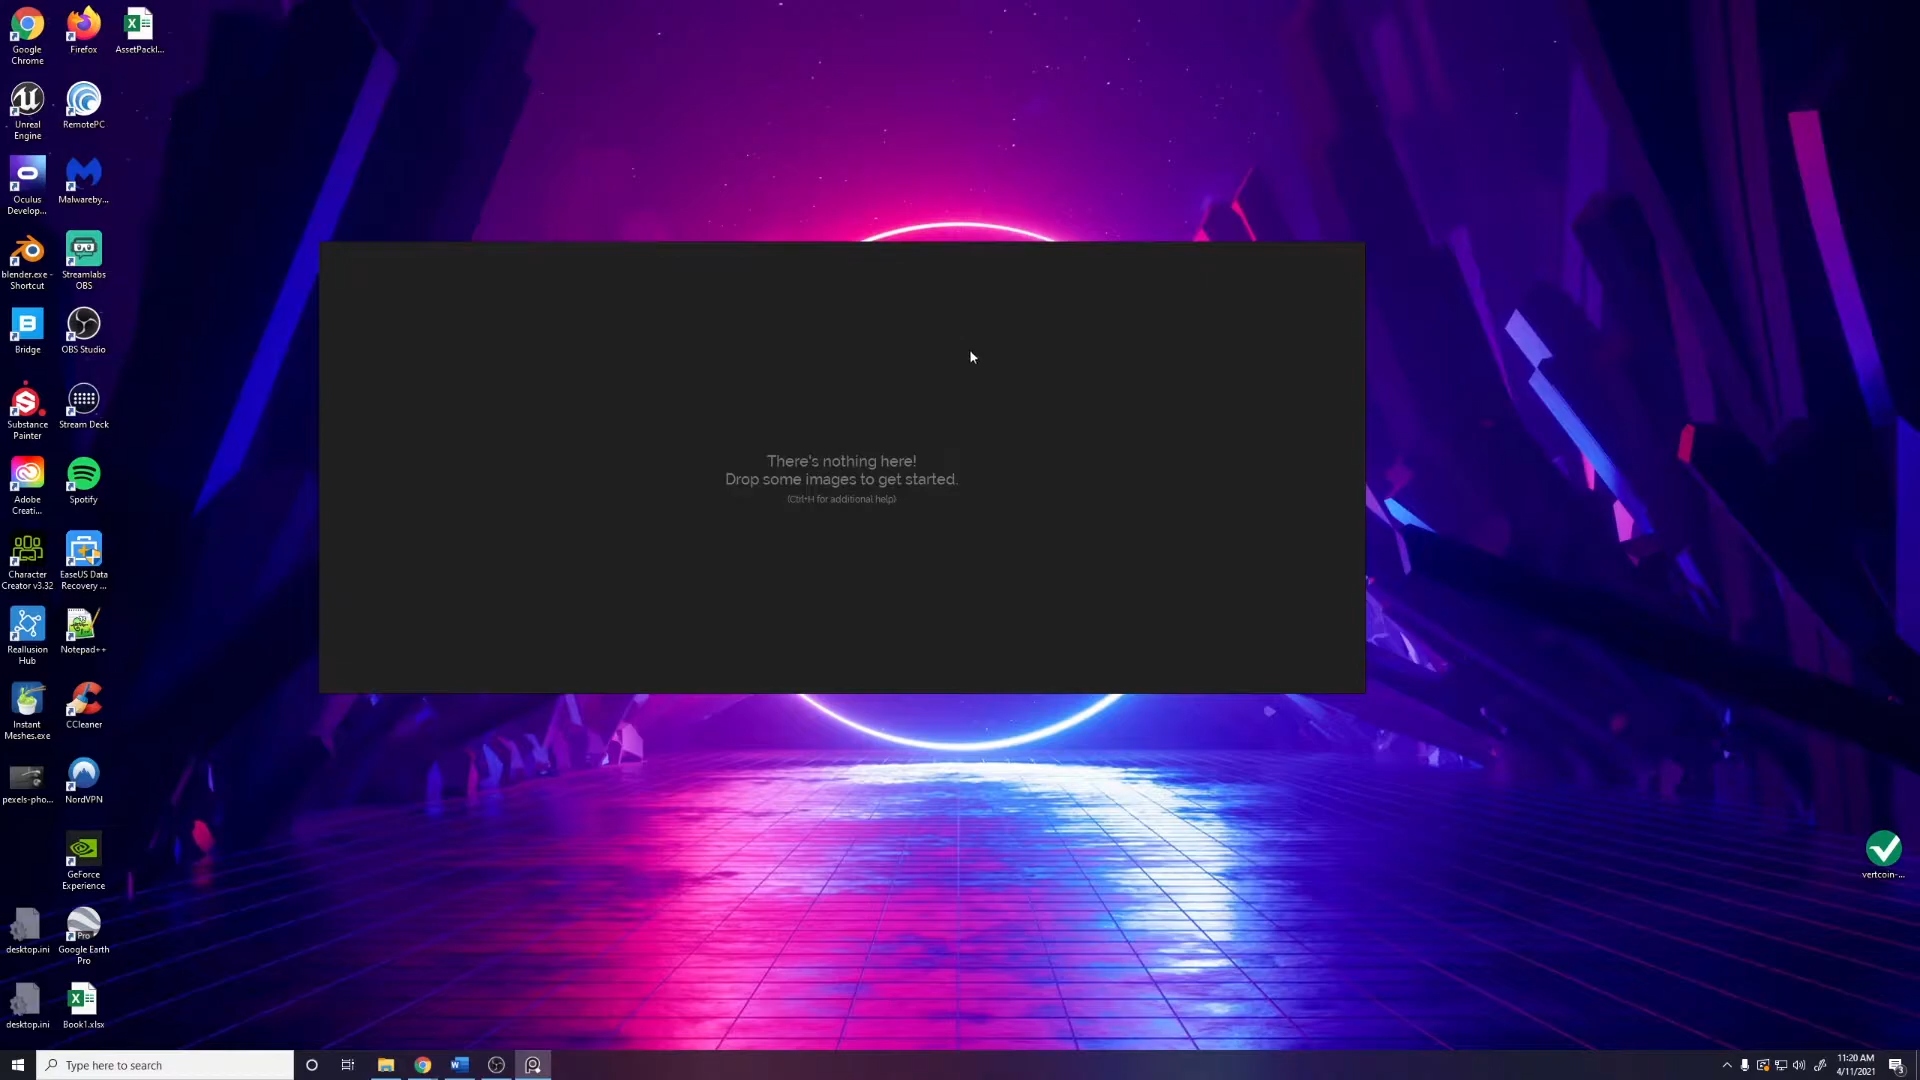 Google
Chrome
Firefox
AssetPackl...
Unreal
Engine
RemotePC
Oculus
Develop...
Malwareby...
blender.exe -
Shortcut
Streamlabs
OBS
B
Bridge
OBS Studio
Substance
Painter
Stream Deck
Adobe
Creati...
Spotify
Character
Creator v3.32
EaseUS Data
Recovery ...
Reallusion
Hub
Notepad++
Instant
Meshes.exe
CCleaner
pexels-pho...
NordVPN
GeForce
Experience
desktop.ini
Pro
Google Earth
Pro
desktop.ini
Book1.xlsx
There's nothing here!
Drop some images to get started.
(Ctrl+H for additional help)
vertcoin-...
Type here to search
11:20 AM
4/11/2021
3